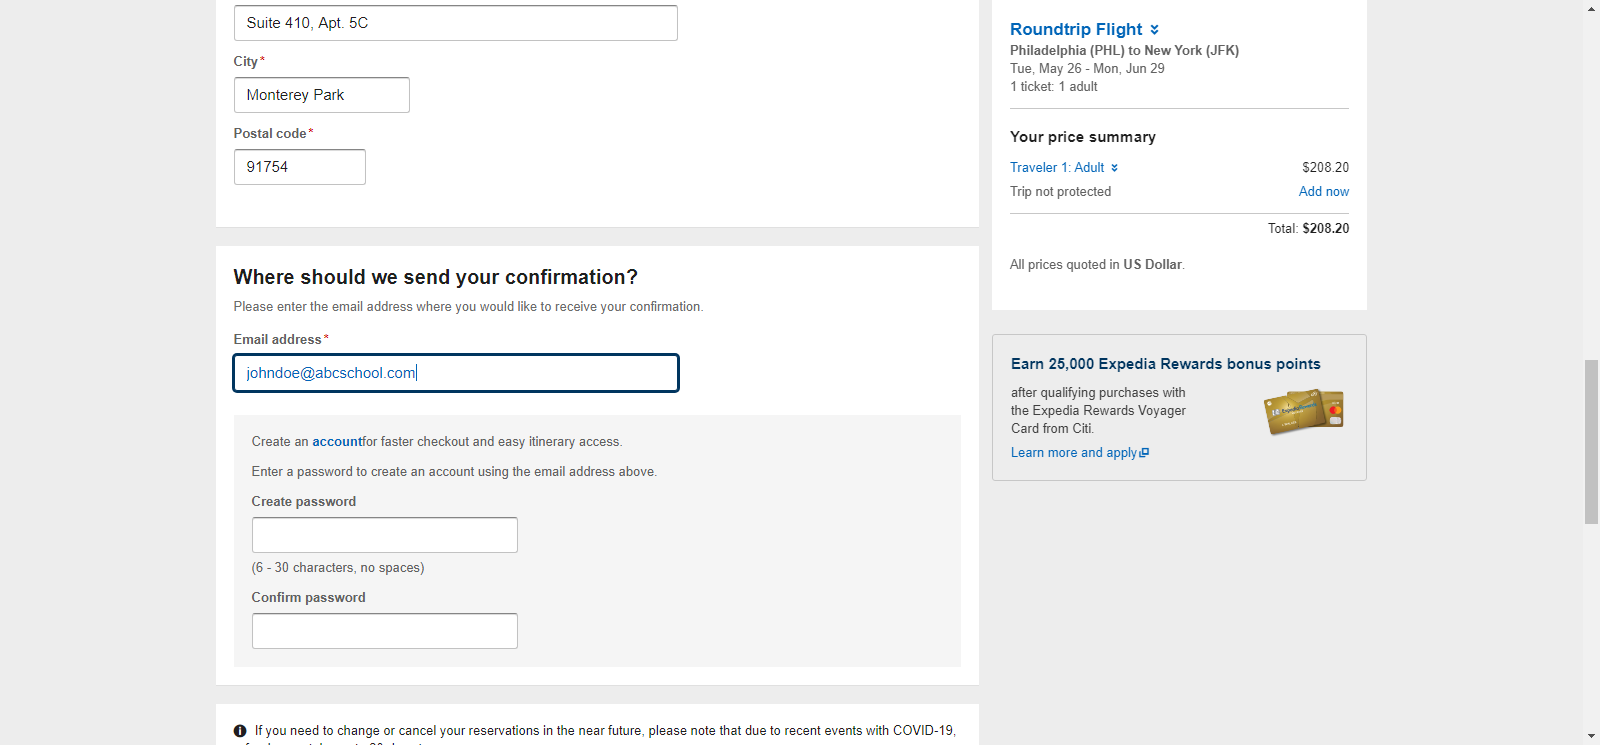 Suite 410, Apt. 5C
City*
Monterey Park
Postal code*
91754
Where should we send your confirmation?
Please enter the email address where you would like to receive your confirmation.
Email address*
johndoe@abcschool.com
Create an accountfor faster checkout and easy itinerary access.
Enter a password to create an account using the email address above.
Create password
(6 - 30 characters, no spaces)
Confirm password
If you need to change or cancel your reservations in the near future, please note that due to recent events with COVID-19,
Roundtrip Flight
Philadelphia (PHL) to New York (JFK)
Tue, May 26 - Mon, Jun 29
1 ticket: 1 adult
Your price summary
Traveler 1: Adult $208.20
Trip not protected Add now
Total: $208.20
All prices quoted in US Dollar.
Earn 25,000 Expedia Rewards bonus points
after qualifying purchases with
the Expedia Rewards Voyager
Card from Citi.
Learn more and apply